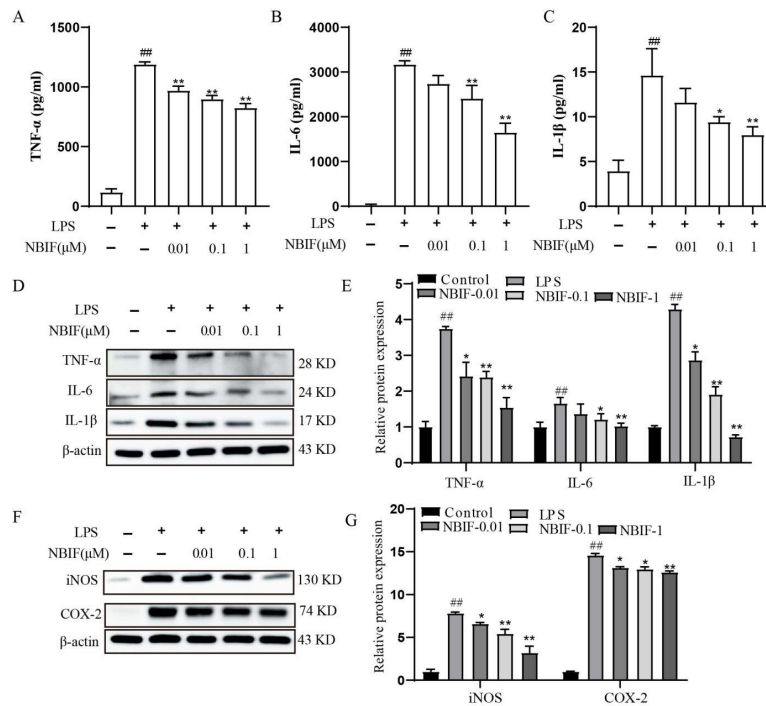 A
B
C
TNF-α (pg/ml)
1500
1000
500
0
##
**
**
**
LPS
– + + + +
NBIF(μM)
– – 0.01 0.1 1
IL-6 (pg/ml)
4000
3000
2000
1000
0
##
**
**
LPS
– + + + +
NBIF(μM)
– – 0.01 0.1 1
IL-1β (pg/ml)
20
15
10
5
0
##
*
**
LPS
– + + + +
NBIF(μM)
– – 0.01 0.1 1
D
LPS – + + + +
NBIF(μM) – – 0.01 0.1 1
TNF-α 28 KD
IL-6 24 KD
IL-1β 17 KD
β-actin 43 KD
E
Relative protein expression
Control LPS
NBIF-0.01 NBIF-0.1 NBIF-1
6
4
2
0
## * ** **
## * **
## * ** **
TNF-α IL-6 IL-1β
F
LPS – + + + +
NBIF(μM) – – 0.01 0.1 1
iNOS 130 KD
COX-2 74 KD
β-actin 43 KD
G
Relative protein expression
Control LPS
NBIF-0.01 NBIF-0.1 NBIF-1
20
15
10
5
0
## * ** **
## * * **
iNOS COX-2